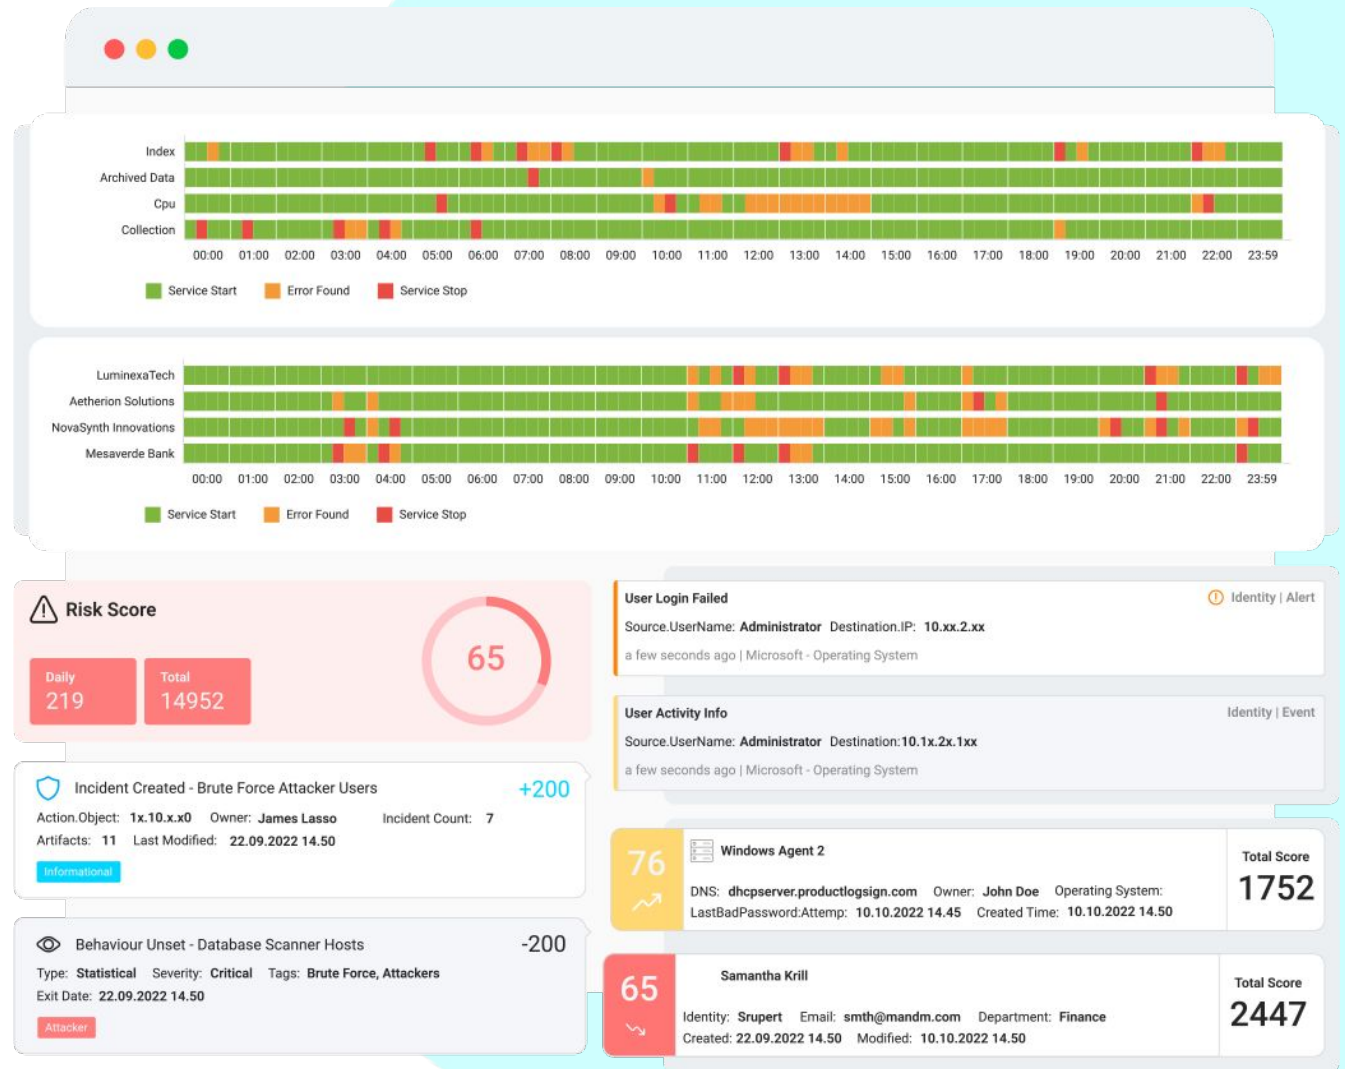 Index
Archived Data
Cpu
Collection
00:00 01:00 02:00 03:00 04:00 05:00 06:00 07:00 08:00 09:00 10:00 11:00 12:00 13:00 14:00 15:00 16:00 17:00 18:00 19:00 20:00 21:00 22:00 23:59
Service Start Error Found Service Stop
LuminexaTech
Aetherion Solutions
NovaSynth Innovations
Mesaverde Bank
00:00 01:00 02:00 03:00 04:00 05:00 06:00 07:00 08:00 09:00 10:00 11:00 12:00 13:00 14:00 15:00 16:00 17:00 18:00 19:00 20:00 21:00 22:00 23:59
Service Start Error Found Service Stop
Risk Score
Daily
219
Total
14952
65
Incident Created - Brute Force Attacker Users +200
Action.Object: 1x.10.x.x0 Owner: James Lasso Incident Count: 7
Artifacts: 11 Last Modified: 22.09.2022 14.50
Informational
Behaviour Unset - Database Scanner Hosts -200
Type: Statistical Severity: Critical Tags: Brute Force, Attackers
Exit Date: 22.09.2022 14.50
Attacker
User Login Failed Identity | Alert
Source.UserName: Administrator Destination.IP: 10.xx.2.xx
a few seconds ago | Microsoft - Operating System
User Activity Info Identity | Event
Source.UserName: Administrator Destination:10.1x.2x.1xx
a few seconds ago | Microsoft - Operating System
76
Windows Agent 2
DNS: dhcpserver.productlogsign.com Owner: John Doe Operating System:
LastBadPassword:Attemp: 10.10.2022 14.45 Created Time: 10.10.2022 14.50
Total Score
1752
65
Samantha Krill
Identity: Srupert Email: smth@mandm.com Department: Finance
Created: 22.09.2022 14.50 Modified: 10.10.2022 14.50
Total Score
2447